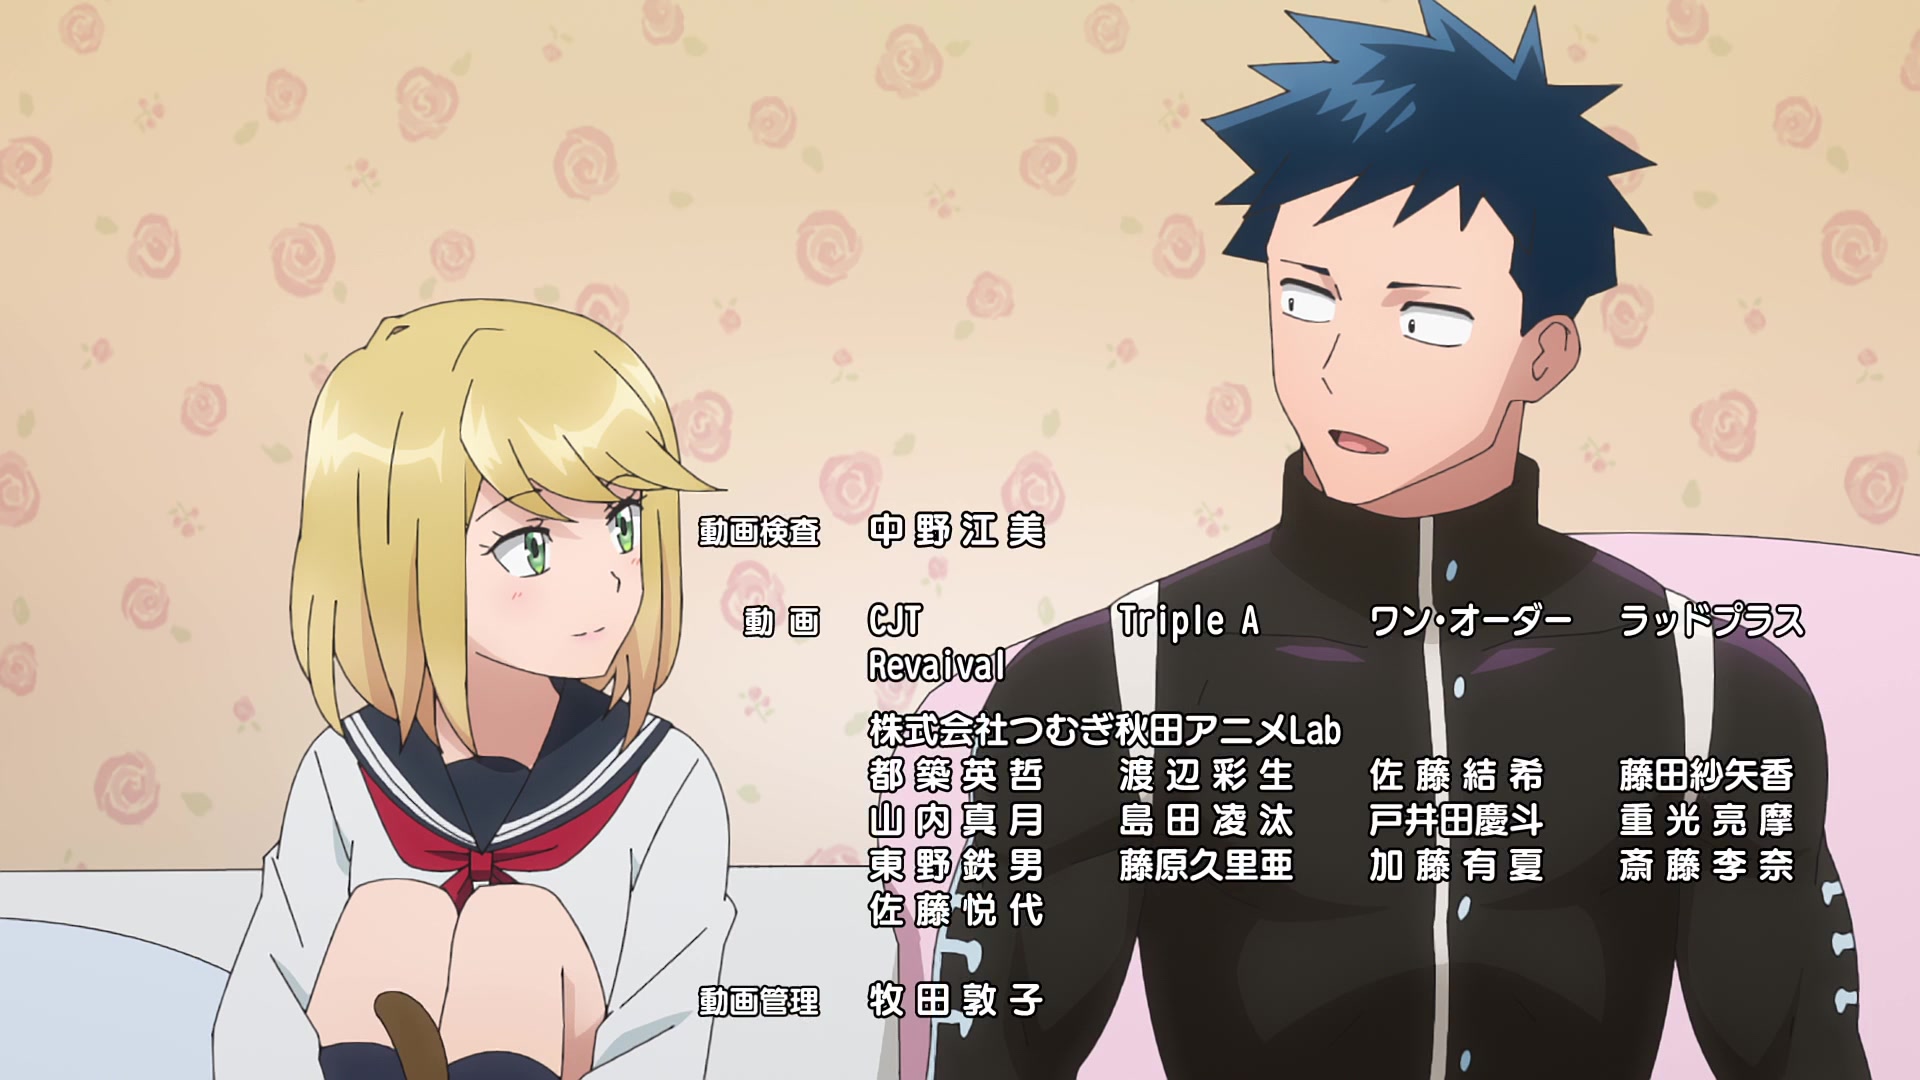 動画検査 中野江美
動画 CJT Triple A ワン・オーダー ラッドプラス
Revaival
株式会社つむぎ秋田アニメLab
都築英哲 渡辺彩生 佐藤結希 藤田紗矢香
山内真月 島田凌汰 戸井田慶斗 重光亮摩
東野鉄男 藤原久里亜 加藤有夏 斎藤李奈
佐藤悦代
動画管理 牧田敦子